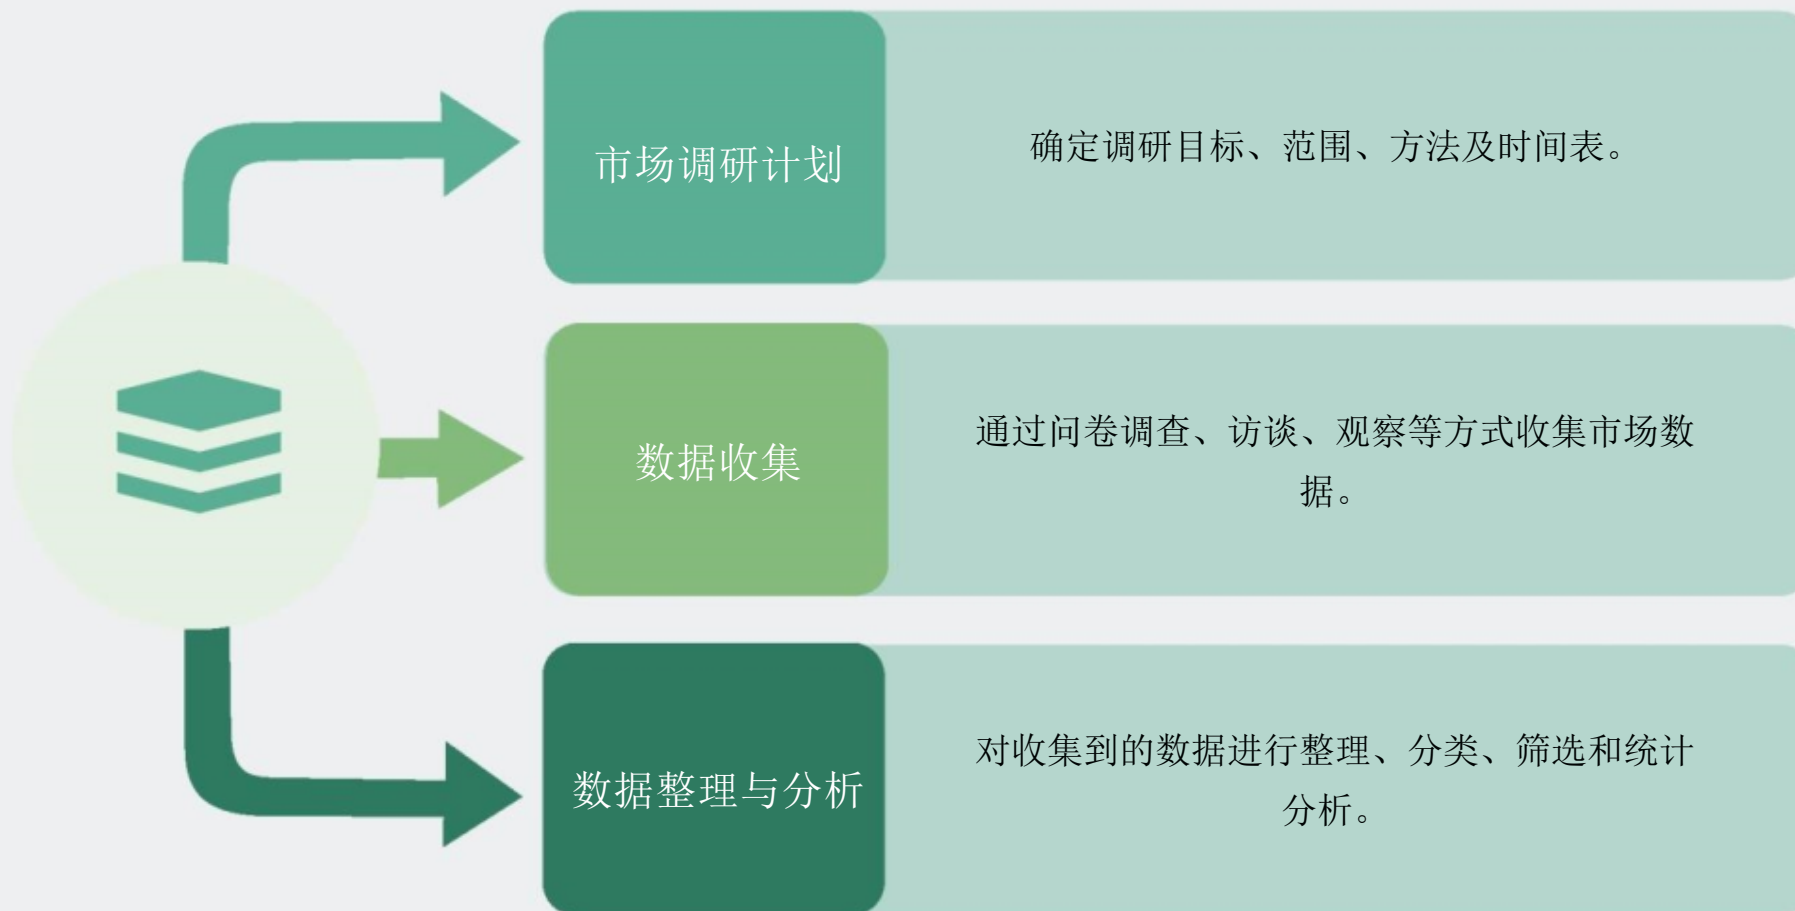 市场调研计划
确定调研目标、范围、方法及时间表。
数据收集
通过问卷调查、访谈、观察等方式收集市场数
据。
数据整理与分析
对收集到的数据进行整理、分类、筛选和统计
分析。